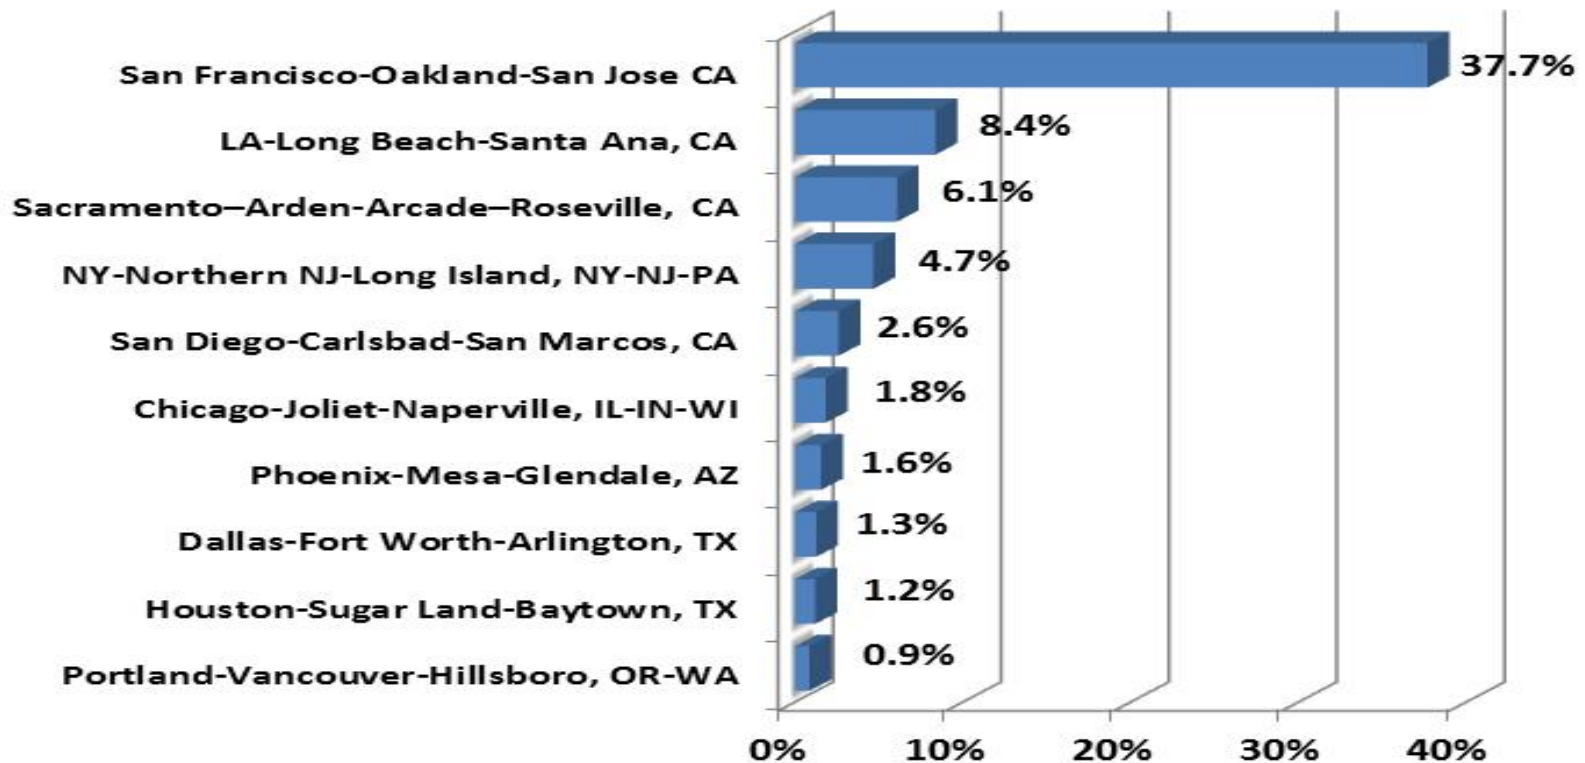 San Francisco-Oakland-San Jose CA 37.7%
LA-Long Beach-Santa Ana, CA 8.4%
Sacramento–Arden-Arcade–Roseville, CA 6.1%
NY-Northern NJ-Long Island, NY-NJ-PA 4.7%
San Diego-Carlsbad-San Marcos, CA 2.6%
Chicago-Joliet-Naperville, IL-IN-WI 1.8%
Phoenix-Mesa-Glendale, AZ 1.6%
Dallas-Fort Worth-Arlington, TX 1.3%
Houston-Sugar Land-Baytown, TX 1.2%
Portland-Vancouver-Hillsboro, OR-WA 0.9%
0% 10% 20% 30% 40%